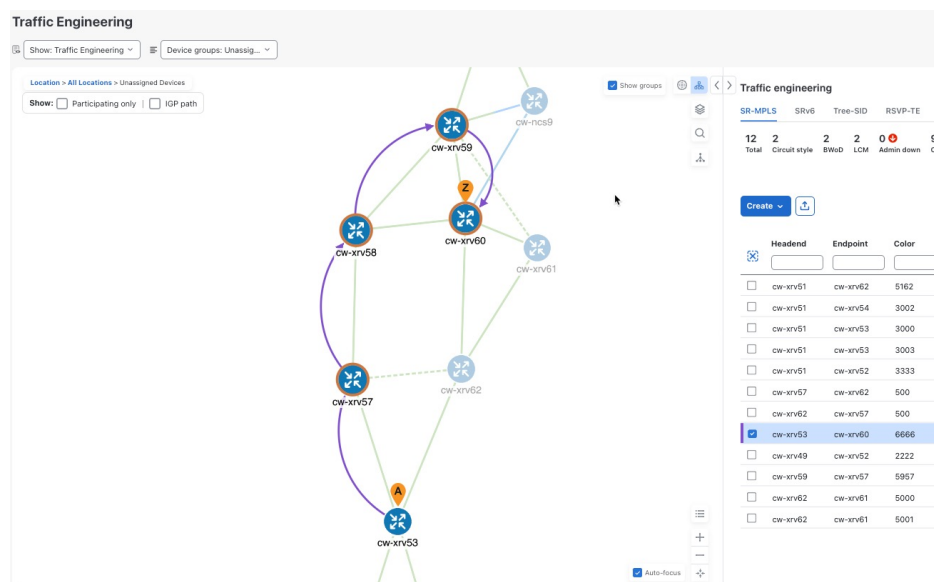 Traffic Engineering
Show: Traffic Engineering
Device groups: Unassig...
Location > All Locations > Unassigned Devices
Show: Participating only | IGP path
Show groups
cw-ncs9
cw-xrv59
Z
cw-xrv60
cw-xrv58
cw-xrv61
cw-xrv62
cw-xrv57
A
cw-xrv53
Auto-focus
Traffic engineering
SR-MPLS SRv6 Tree-SID RSVP-TE
12 2 2 2 0
Total Circuit style BWoD LCM Admin down
Create
Headend Endpoint Color
cw-xrv51 cw-xrv62 5162
cw-xrv51 cw-xrv54 3002
cw-xrv51 cw-xrv53 3000
cw-xrv51 cw-xrv53 3003
cw-xrv51 cw-xrv52 3333
cw-xrv57 cw-xrv62 500
cw-xrv62 cw-xrv57 500
cw-xrv53 cw-xrv60 6666
cw-xrv49 cw-xrv52 2222
cw-xrv59 cw-xrv57 5957
cw-xrv62 cw-xrv61 5000
cw-xrv62 cw-xrv61 5001